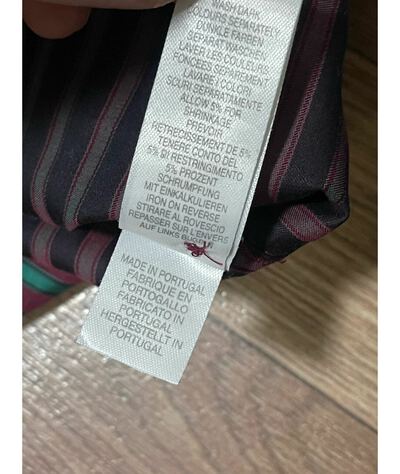 WASH DARK
COLOURS SEPARATELY
DUNKLE FARBEN
SEPARAT WASCHEN
LAVER LES COULEURS
FONCÉES SÉPARÉMENT
LAVARE I COLORI
SCURI SEPARATAMENTE
ALLOW 5% FOR
SHRINKAGE
PREVOIR
RETRECISSEMENT DE 5%
TENERE CONTO DEL
5% DI RESTRINGIMENTO
5% PROZENT
SCHRUMPFUNG
MIT EINKALKULIEREN
IRON ON REVERSE
STIRARE AL ROVESCIO
REPASSER SUR L'ENVERS
AUF LINKS
MADE IN PORTUGAL
FABRIQUE EN
PORTOGALLO
FABRICATO IN
PORTUGAL
HERGESTELLT IN
PORTUGAL